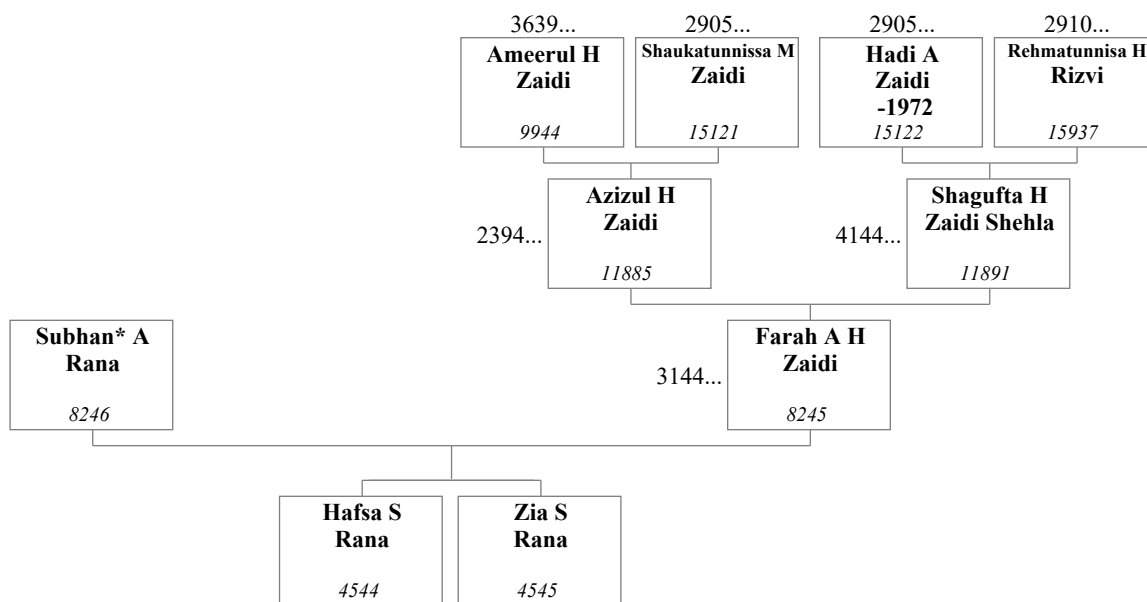 3639... 2905... 2905... 2910...
Ameerul H
Zaidi
9944
Shaukatunnissa M
Zaidi
15121
Hadi A
Zaidi
-1972
15122
Rehmatunnisa H
Rizvi
15937
2394...
Azizul H
Zaidi
11885
4144...
Shagufta H
Zaidi Shehla
11891
Subhan* A
Rana
8246
3144...
Farah A H
Zaidi
8245
Hafsa S
Rana
4544
Zia S
Rana
4545